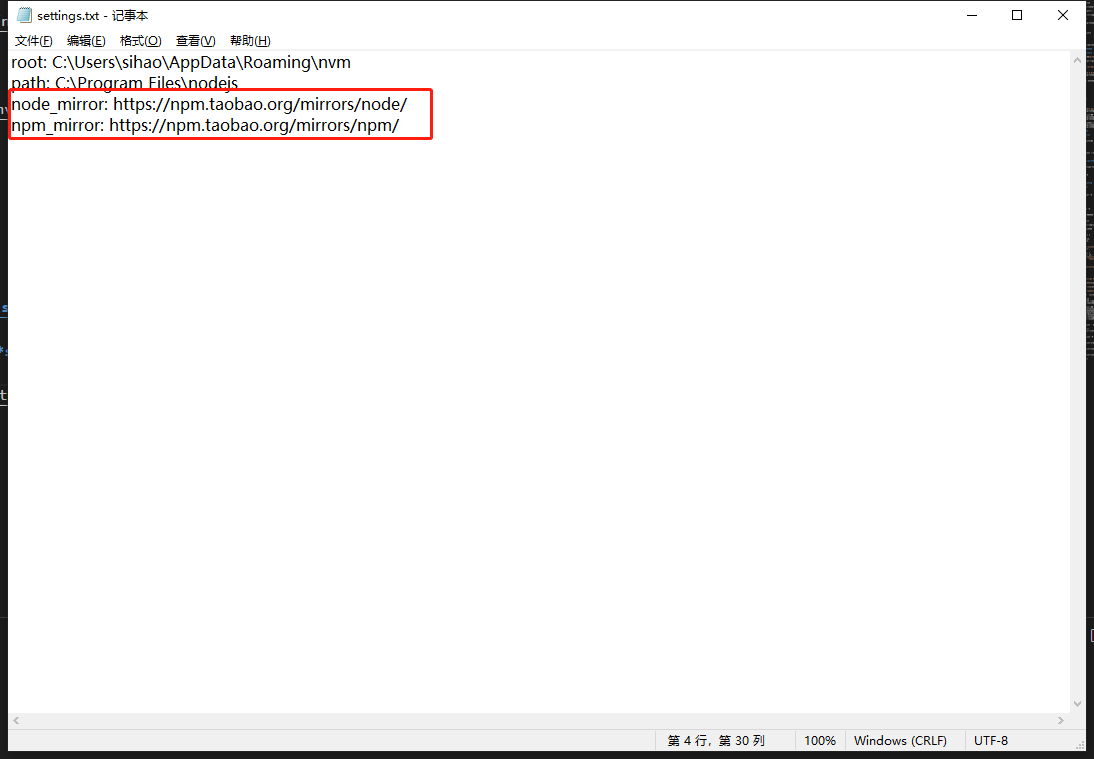 settings.txt - 记事本
文件(F) 编辑(E) 格式(O) 查看(V) 帮助(H)
root: C:\Users\sihao\AppData\Roaming\nvm
path: C:\Program Files\nodejs
node_mirror: https://npm.taobao.org/mirrors/node/
npm_mirror: https://npm.taobao.org/mirrors/npm/
第 4 行，第 30 列 100% Windows (CRLF) UTF-8